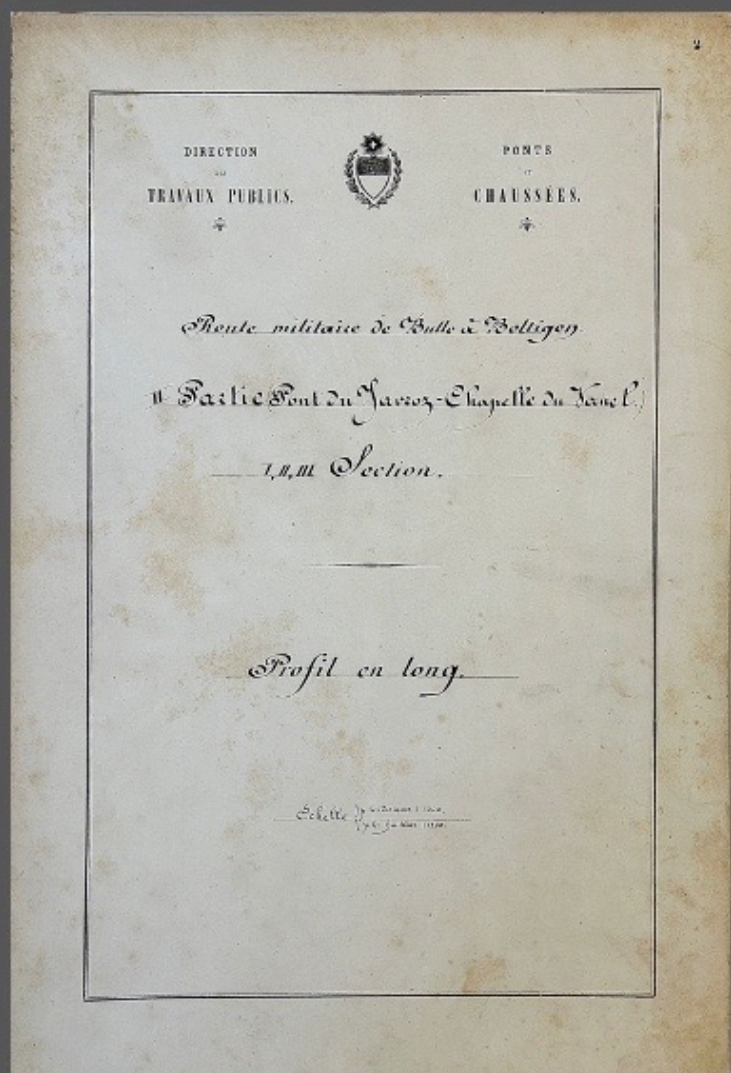 2
DIRECTION
DES
TRAVAUX PUBLICS.
PONTS
ET
CHAUSSÉES.
Route militaire de Bulle à Boltigen
II Partie (Pont du Javroz-Chapelle du Vanel.)
I, II, III Section.
Profil en long.
Echelle